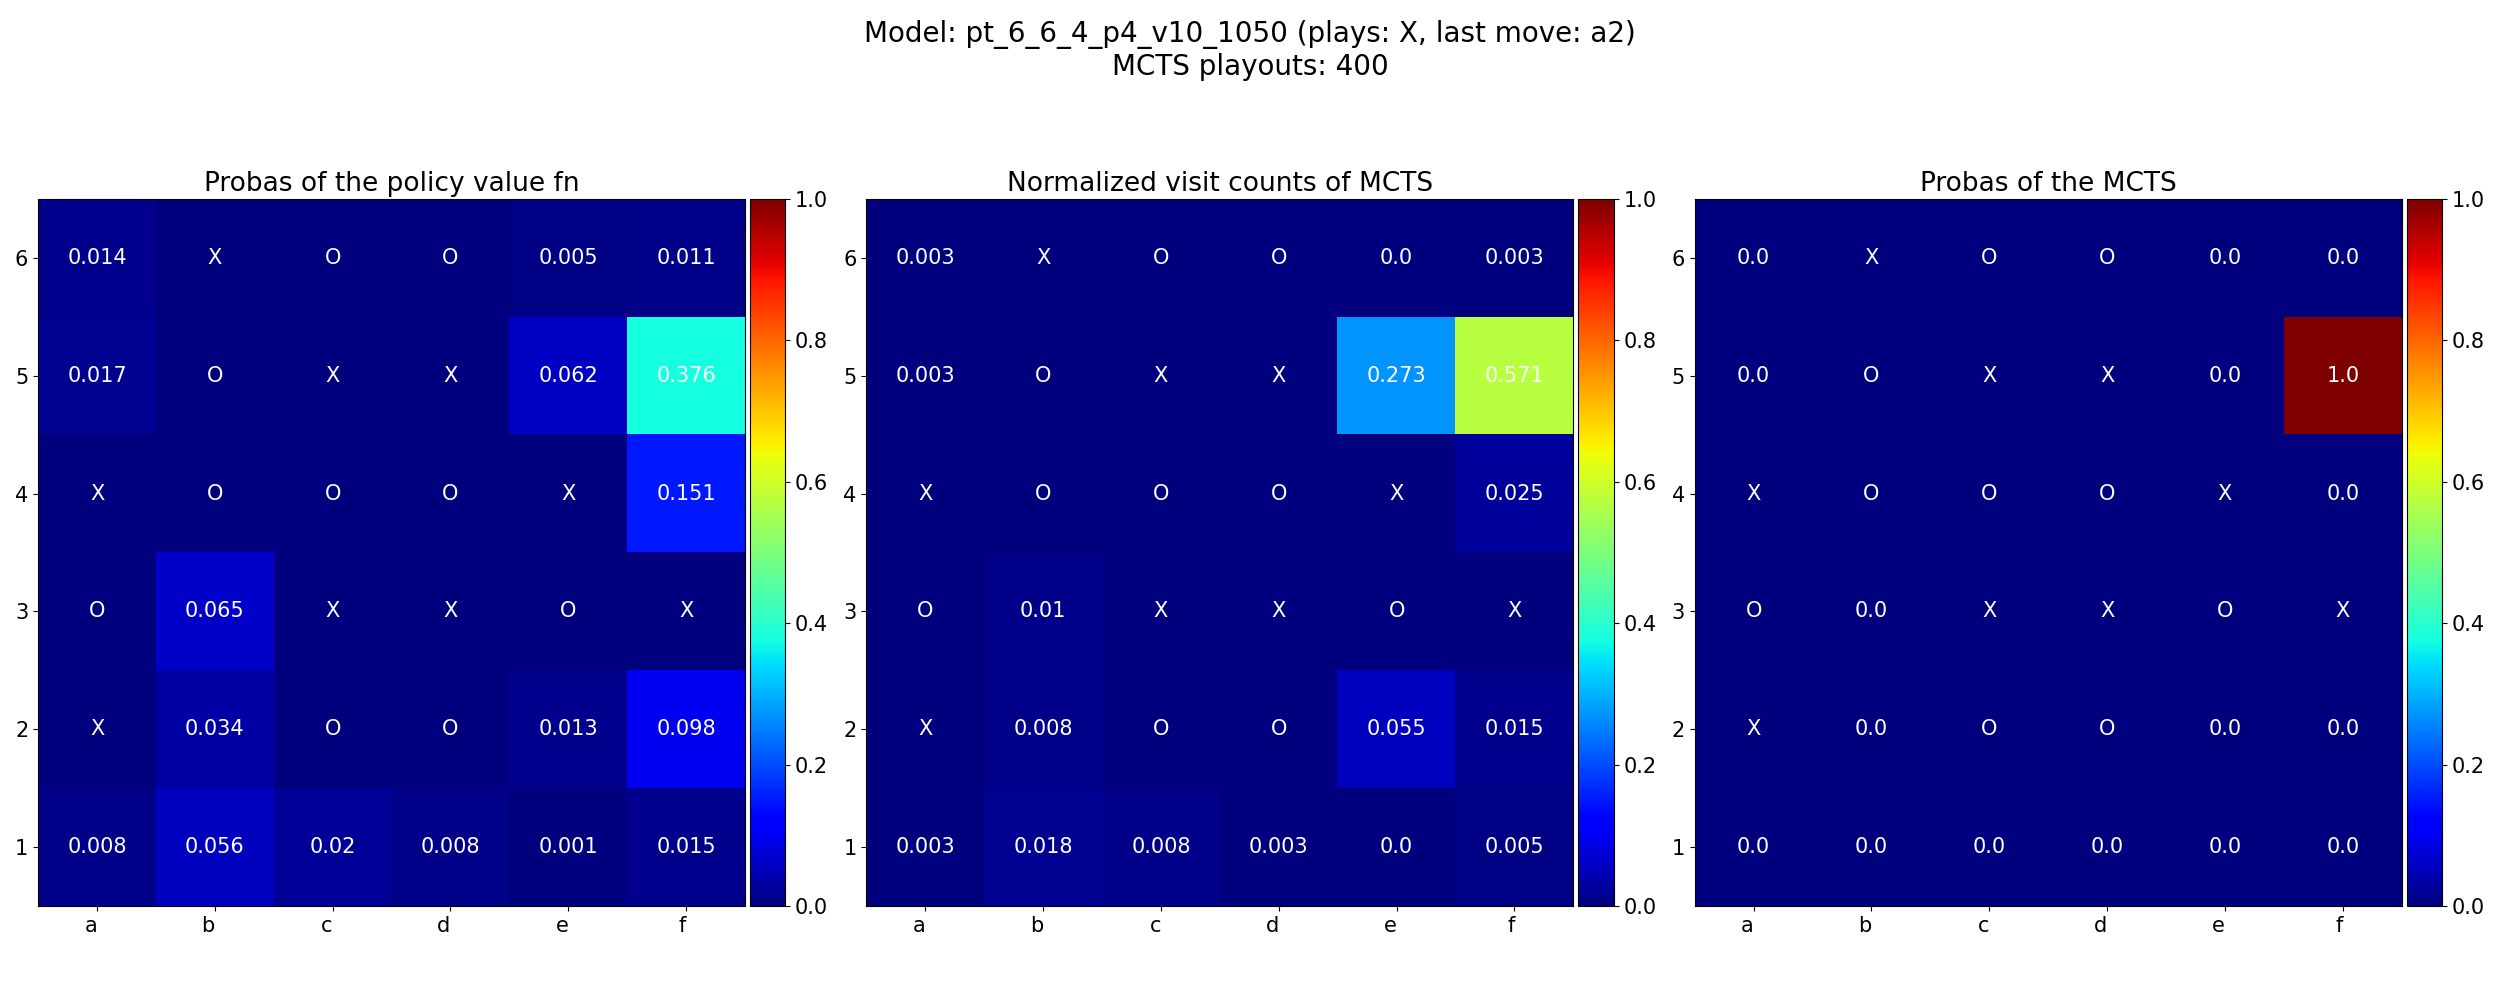 Model: pt_6_6_4_p4_v10_1050 (plays: X, last move: a2)
MCTS playouts: 400
Probas of the policy value fn
6 0.014 X O O 0.005 0.011
5 0.017 O X X 0.062 0.376
4 X O O O X 0.151
3 O 0.065 X X O X
2 X 0.034 O O 0.013 0.098
1 0.008 0.056 0.02 0.008 0.001 0.015
a b c d e f
1.0
0.8
0.6
0.4
0.2
0.0
Normalized visit counts of MCTS
6 0.003 X O O 0.0 0.003
5 0.003 O X X 0.273 0.571
4 X O O O X 0.025
3 O 0.01 X X O X
2 X 0.008 O O 0.055 0.015
1 0.003 0.018 0.008 0.003 0.0 0.005
a b c d e f
1.0
0.8
0.6
0.4
0.2
0.0
Probas of the MCTS
6 0.0 X O O 0.0 0.0
5 0.0 O X X 0.0 1.0
4 X O O O X 0.0
3 O 0.0 X X O X
2 X 0.0 O O 0.0 0.0
1 0.0 0.0 0.0 0.0 0.0 0.0
a b c d e f
1.0
0.8
0.6
0.4
0.2
0.0